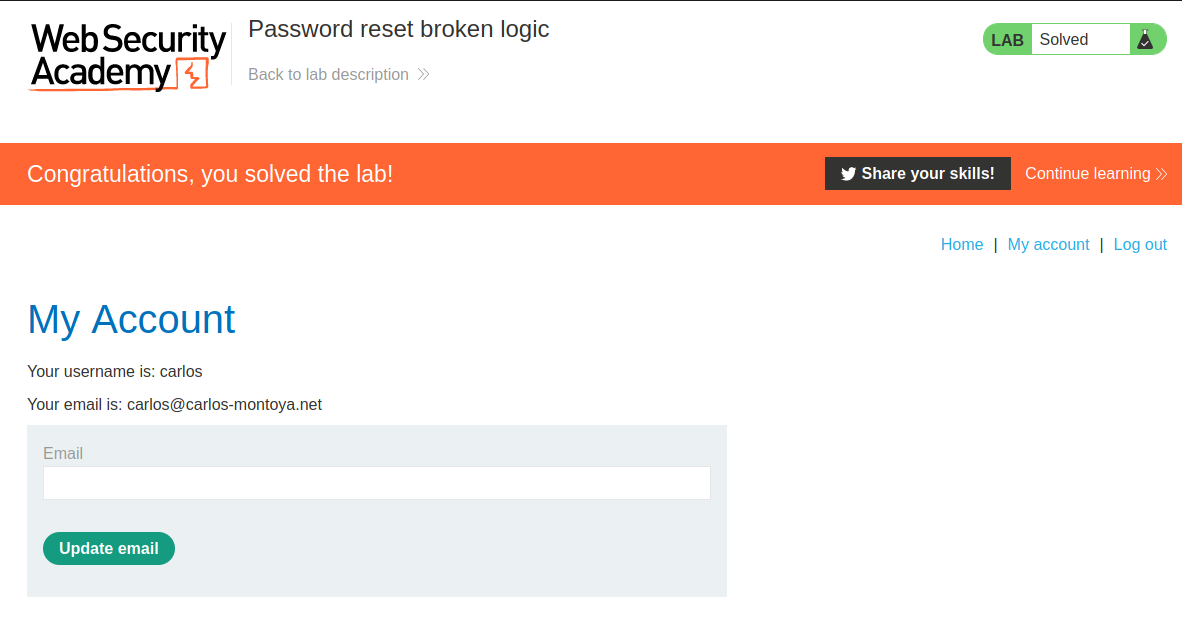 Web Security
Academy
Password reset broken logic
Back to lab description
LAB Solved
Congratulations, you solved the lab!
Share your skills!
Continue learning
Home | My account | Log out
My Account
Your username is: carlos
Your email is: carlos@carlos-montoya.net
Email
Update email